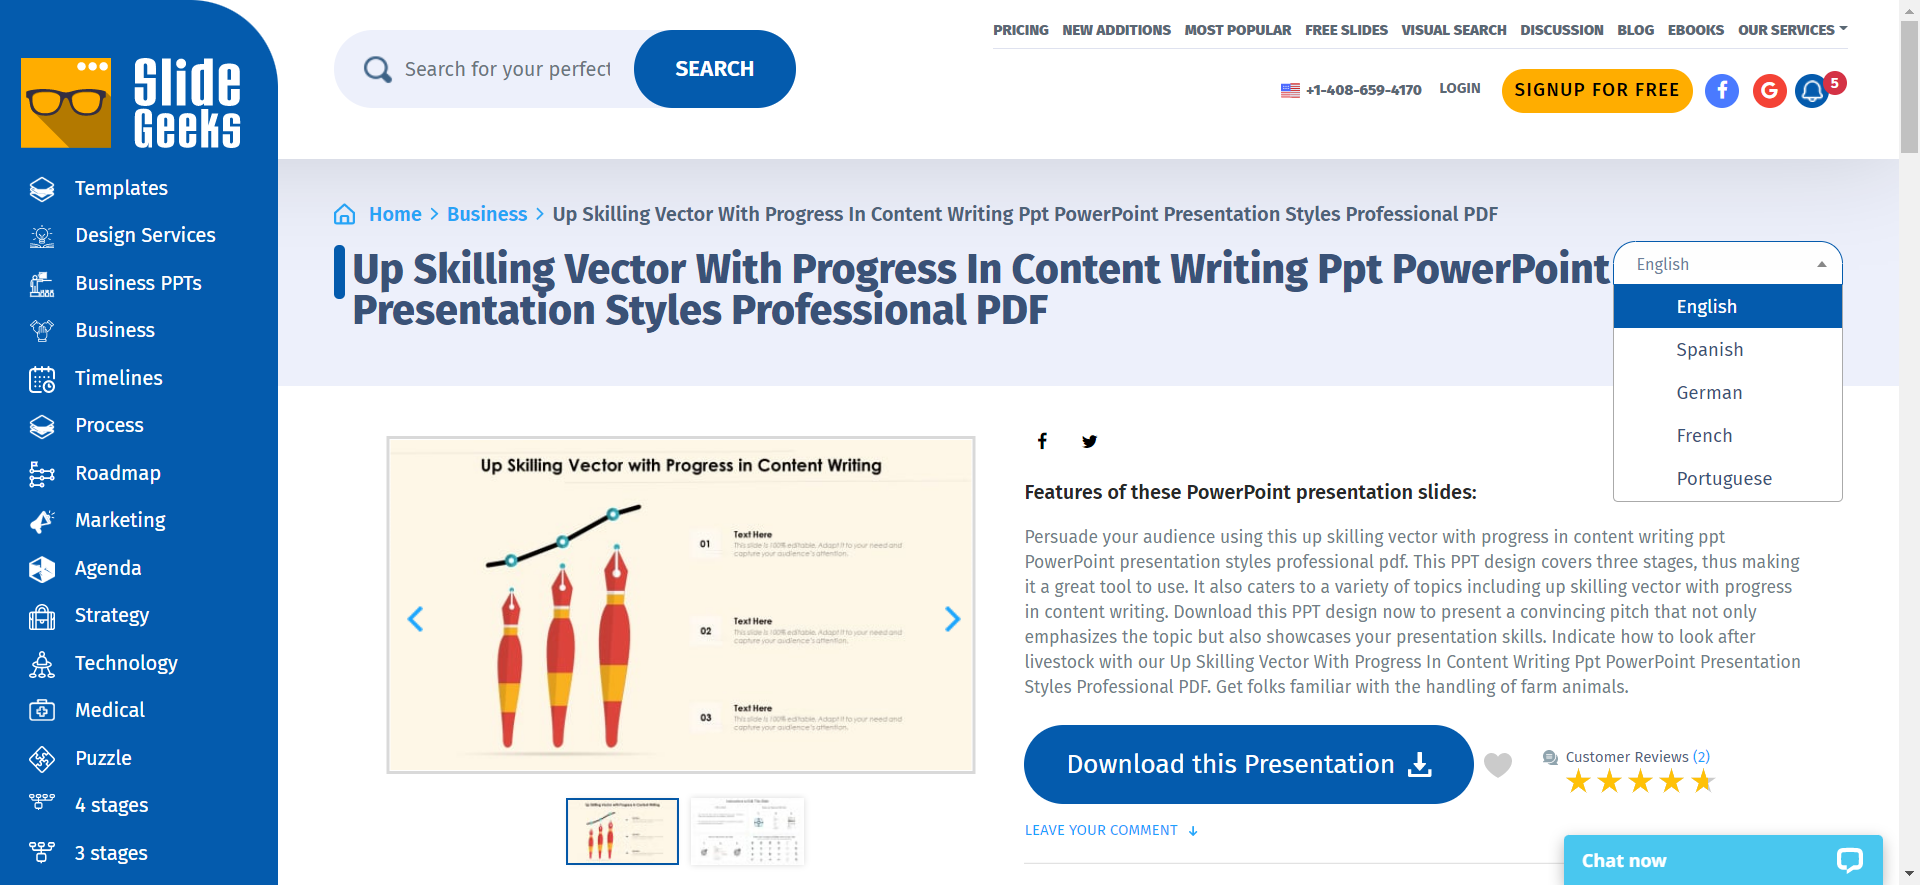 Slide
Geeks
Templates
Design Services
Business PPTs
Business
Timelines
Process
Roadmap
Marketing
Agenda
Strategy
Technology
Medical
Puzzle
4 stages
3 stages
Search for your perfect
SEARCH
PRICING NEW ADDITIONS MOST POPULAR FREE SLIDES VISUAL SEARCH DISCUSSION BLOG EBOOKS OUR SERVICES
+1-408-659-4170 LOGIN SIGNUP FOR FREE f G 5
Home > Business > Up Skilling Vector With Progress In Content Writing Ppt PowerPoint Presentation Styles Professional PDF
Up Skilling Vector With Progress In Content Writing Ppt PowerPoint
Presentation Styles Professional PDF
English
English
Spanish
German
French
Portuguese
Up Skilling Vector with Progress in Content Writing
01
Text Here
This slide is 100% editable. Adapt it to your need and
capture your audience's attention.
02
Text Here
This slide is 100% editable. Adapt it to your need and
capture your audience's attention.
03
Text Here
This slide is 100% editable. Adapt it to your need and
capture your audience's attention.
Up Skilling Vector with Progress in Content Writing
Features of these PowerPoint presentation slides:
Persuade your audience using this up skilling vector with progress in content writing ppt
PowerPoint presentation styles professional pdf. This PPT design covers three stages, thus making
it a great tool to use. It also caters to a variety of topics including up skilling vector with progress
in content writing. Download this PPT design now to present a convincing pitch that not only
emphasizes the topic but also showcases your presentation skills. Indicate how to look after
livestock with our Up Skilling Vector With Progress In Content Writing Ppt PowerPoint Presentation
Styles Professional PDF. Get folks familiar with the handling of farm animals.
Download this Presentation
Customer Reviews (2)
LEAVE YOUR COMMENT
Chat now